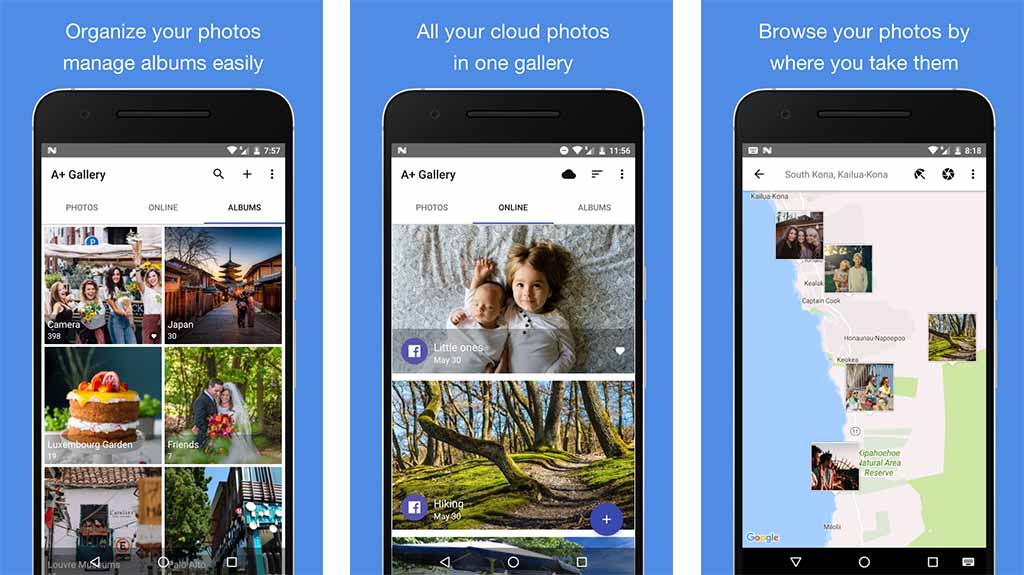 Organize your photos
manage albums easily
7:57
A+ Gallery
PHOTOS
ONLINE
ALBUMS
Camera
398
Japan
30
Luxembourg Garden
19
Friends
7
Louvre Museums
Palo Alto
All your cloud photos
in one gallery
11:56
A+ Gallery
PHOTOS
ONLINE
ALBUMS
Little ones
May 30
Hiking
May 30
Browse your photos by
where you take them
8:18
South Kona, Kailua-Kona
Kailua-Kona
Captain Cook
Honaunau-Napoopoo
Keokea
11
Kipahoehoe
Natural Area
Reserve
Milolii
Google